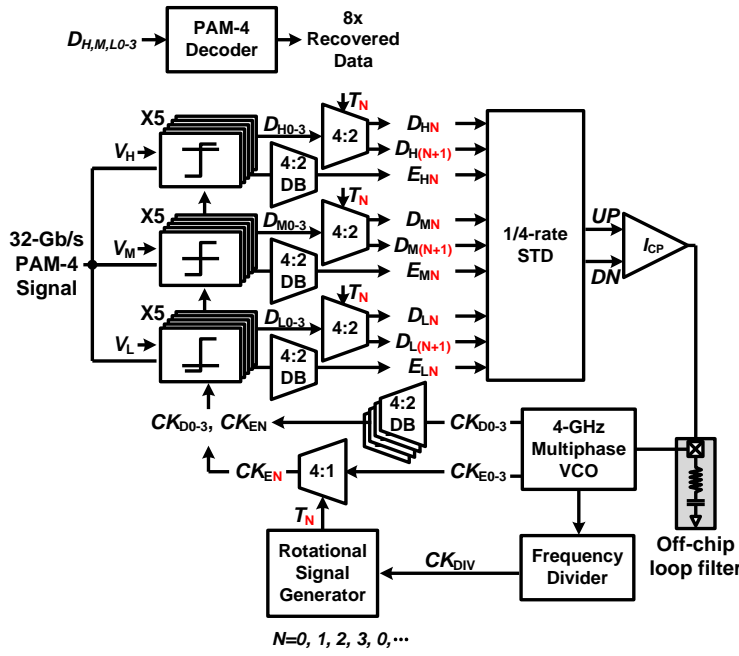 D_H,M,L0-3
PAM-4
Decoder
8x
Recovered
Data
X5
V_H
D_H0-3
T_N
4:2
4:2
DB
D_HN
D_H(N+1)
E_HN
X5
V_M
D_M0-3
T_N
4:2
4:2
DB
D_MN
D_M(N+1)
E_MN
32-Gb/s
PAM-4
Signal
X5
V_L
D_L0-3
T_N
4:2
4:2
DB
D_LN
D_L(N+1)
E_LN
1/4-rate
STD
UP
DN
I_CP
CK_D0-3, CK_EN
4:2
DB
CK_D0-3
4-GHz
Multiphase
VCO
CK_EN
4:1
CK_E0-3
T_N
Rotational
Signal
Generator
CK_DIV
Frequency
Divider
Off-chip
loop filter
N=0, 1, 2, 3, 0,···